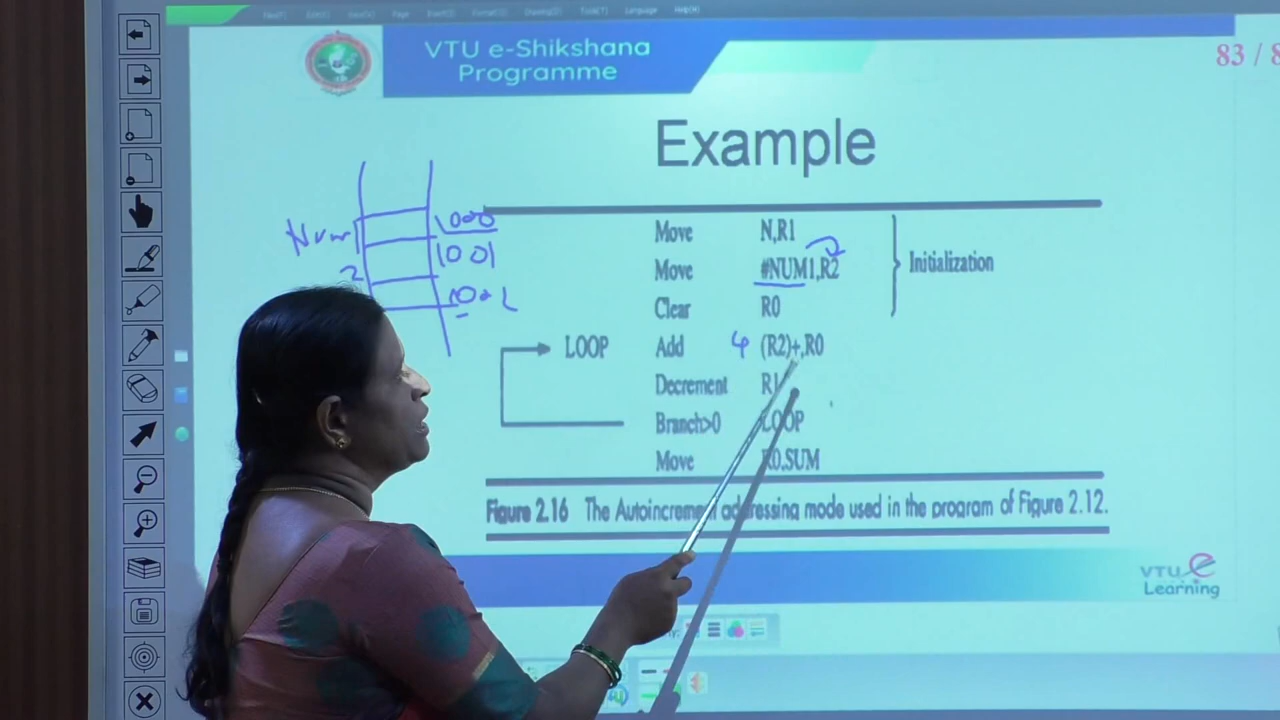 VTU e-Shikshana
Programme
83 / 8
Example
Move N,R1
Move #NUM1,R2
Initialization
Clear R0
LOOP Add (R2)+,R0
Decrement R1
Branch>0 LOOP
Move R0,SUM
Figure 2.16 The Autoincrement addressing mode used in the program of Figure 2.12.
Num
1000
1001
2
1002
4
VTU e
Learning